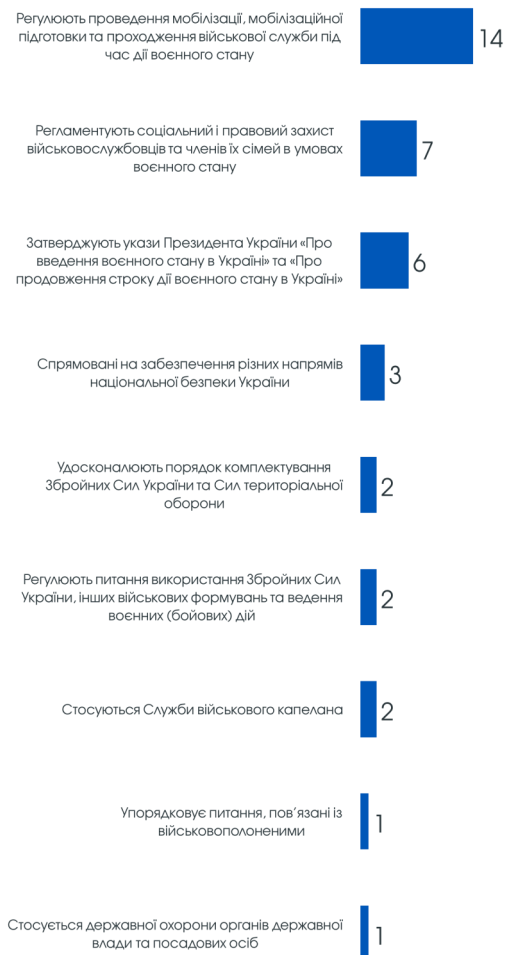 Регулюють проведення мобілізації, мобілізаційної
підготовки та проходження військової служби під
час дії воєнного стану
14
Регламентують соціальний і правовий захист
військовослужбовців та членів їх сімей в умовах
воєнного стану
7
Затверджують укази Президента України «Про
введення воєнного стану в Україні» та «Про
продовження строку дії воєнного стану в Україні»
6
Спрямовані на забезпечення різних напрямів
національної безпеки України
3
Удосконалюють порядок комплектування
Збройних Сил України та Сил територіальної
оборони
2
Регулюють питання використання Збройних Сил
України, інших військових формувань та ведення
воєнних (бойових) дій
2
Стосуються Служби військового капелана
2
Упорядковує питання, пов’язані із
військовополоненими
1
Стосується державної охорони органів державної
влади та посадових осіб
1